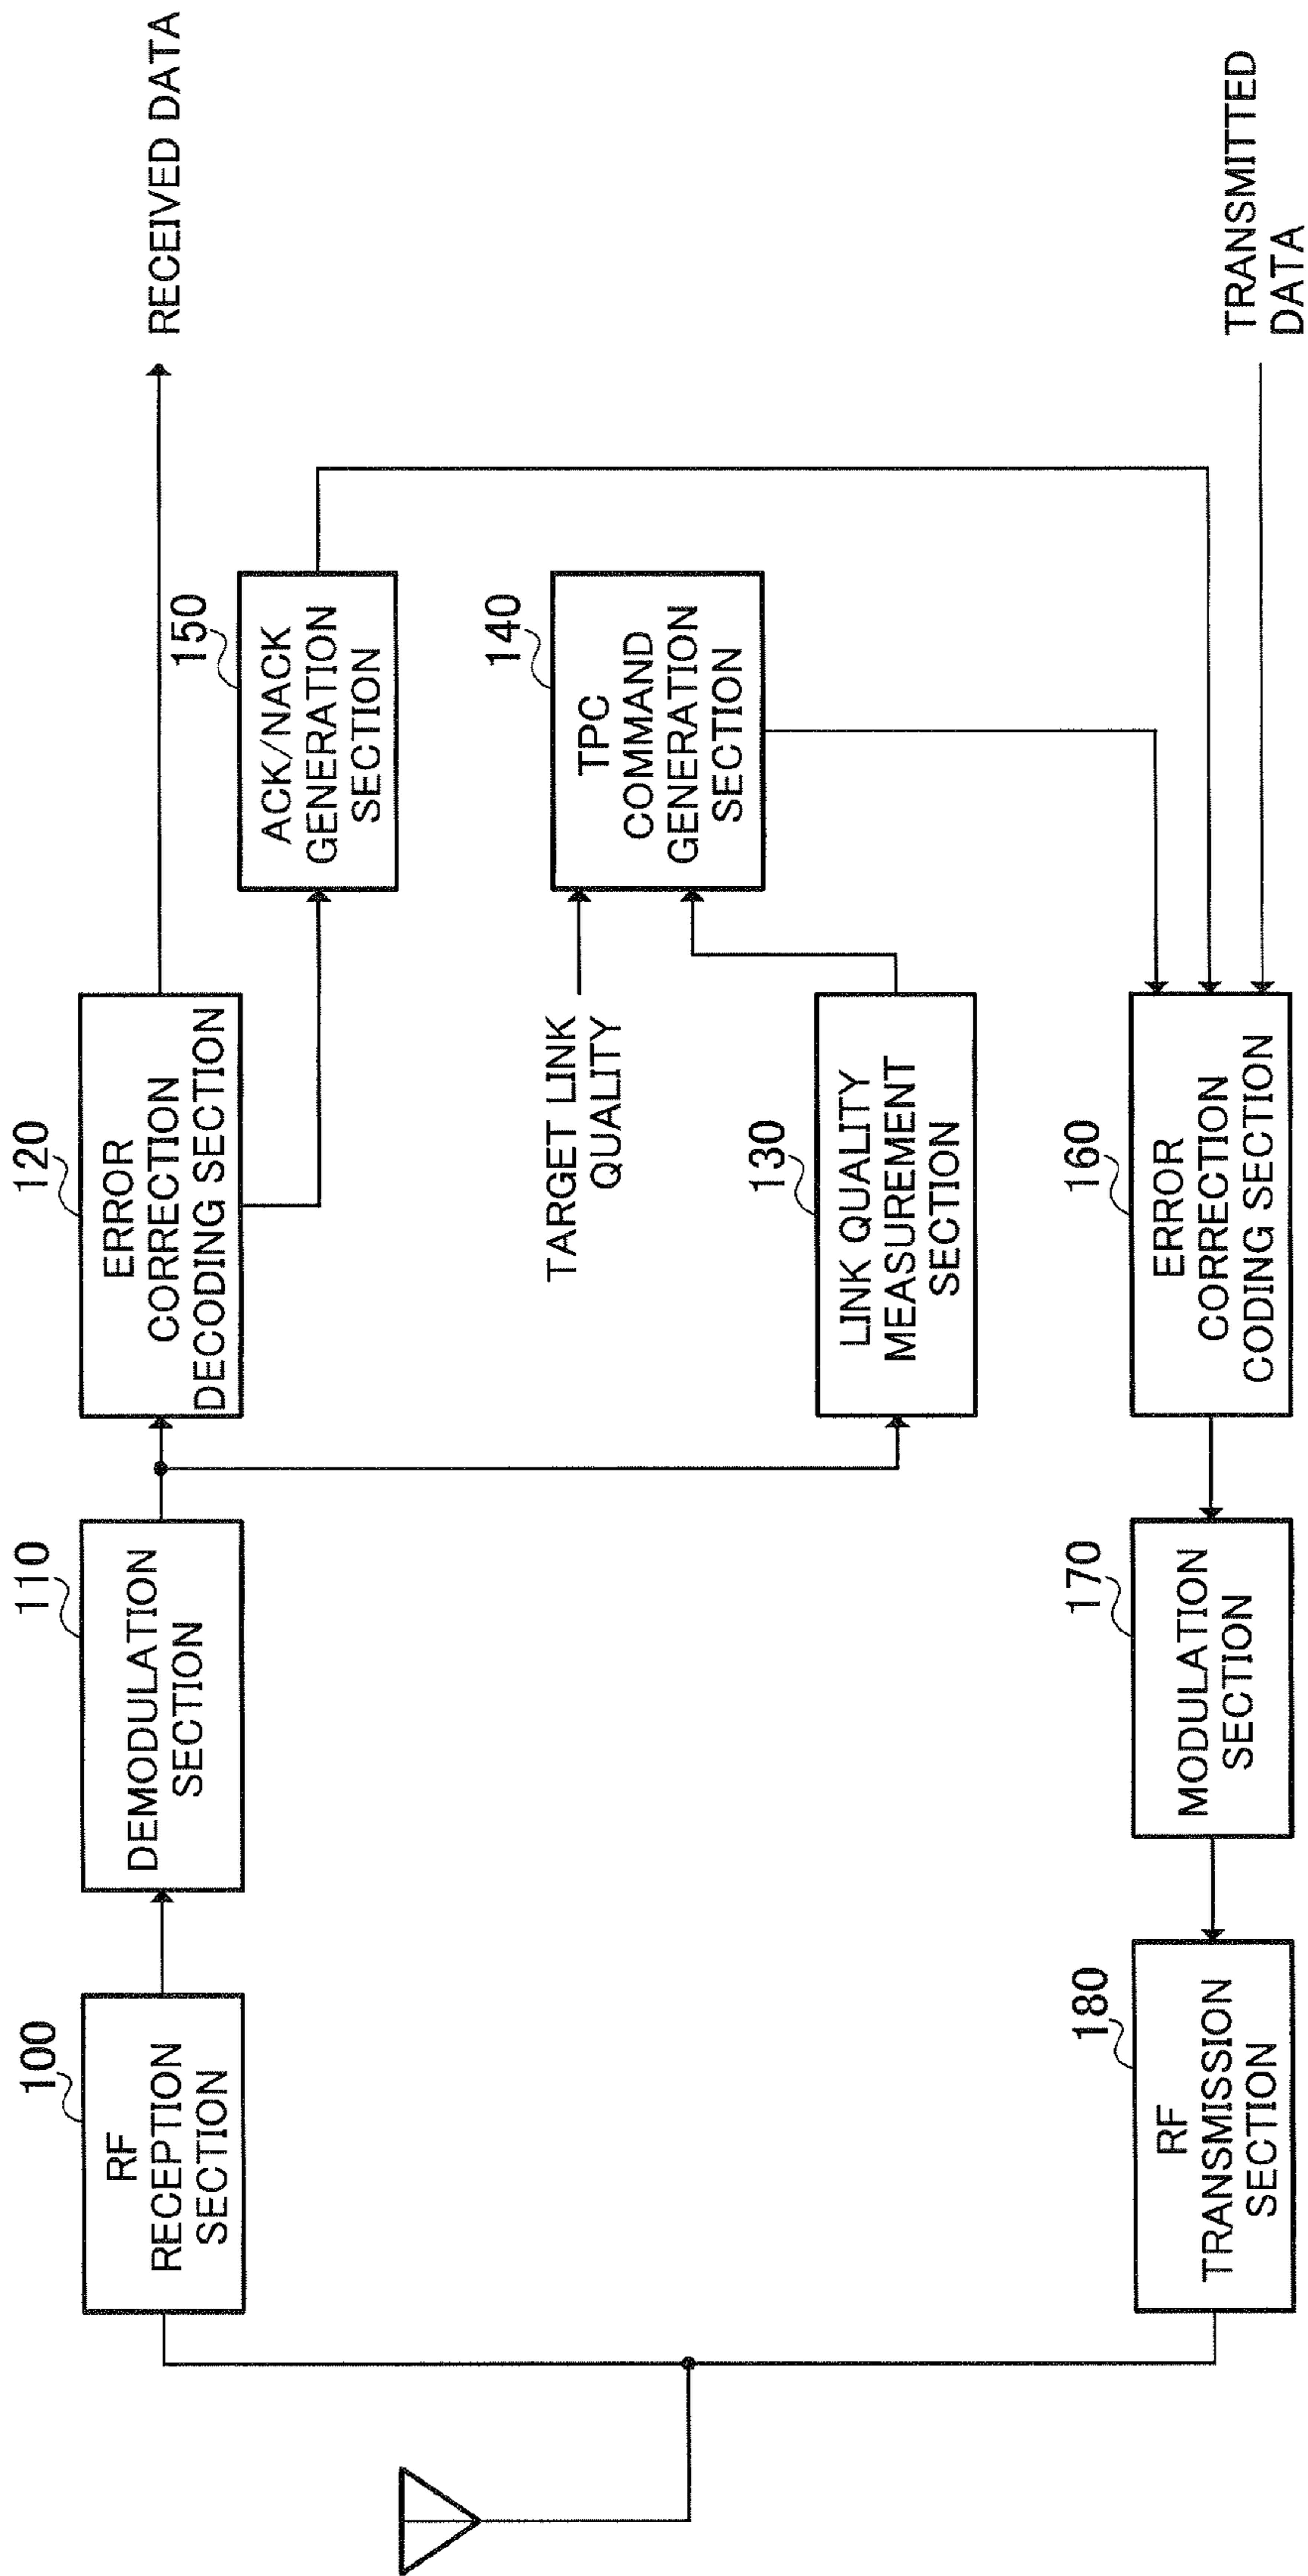 100
RF
RECEPTION
SECTION
110
DEMODULATION
SECTION
120
ERROR
CORRECTION
DECODING SECTION
RECEIVED DATA
150
ACK/NACK
GENERATION
SECTION
TARGET LINK
QUALITY
140
TPC
COMMAND
GENERATION
SECTION
130
LINK QUALITY
MEASUREMENT
SECTION
180
RF
TRANSMISSION
SECTION
170
MODULATION
SECTION
160
ERROR
CORRECTION
CODING SECTION
TRANSMITTED
DATA